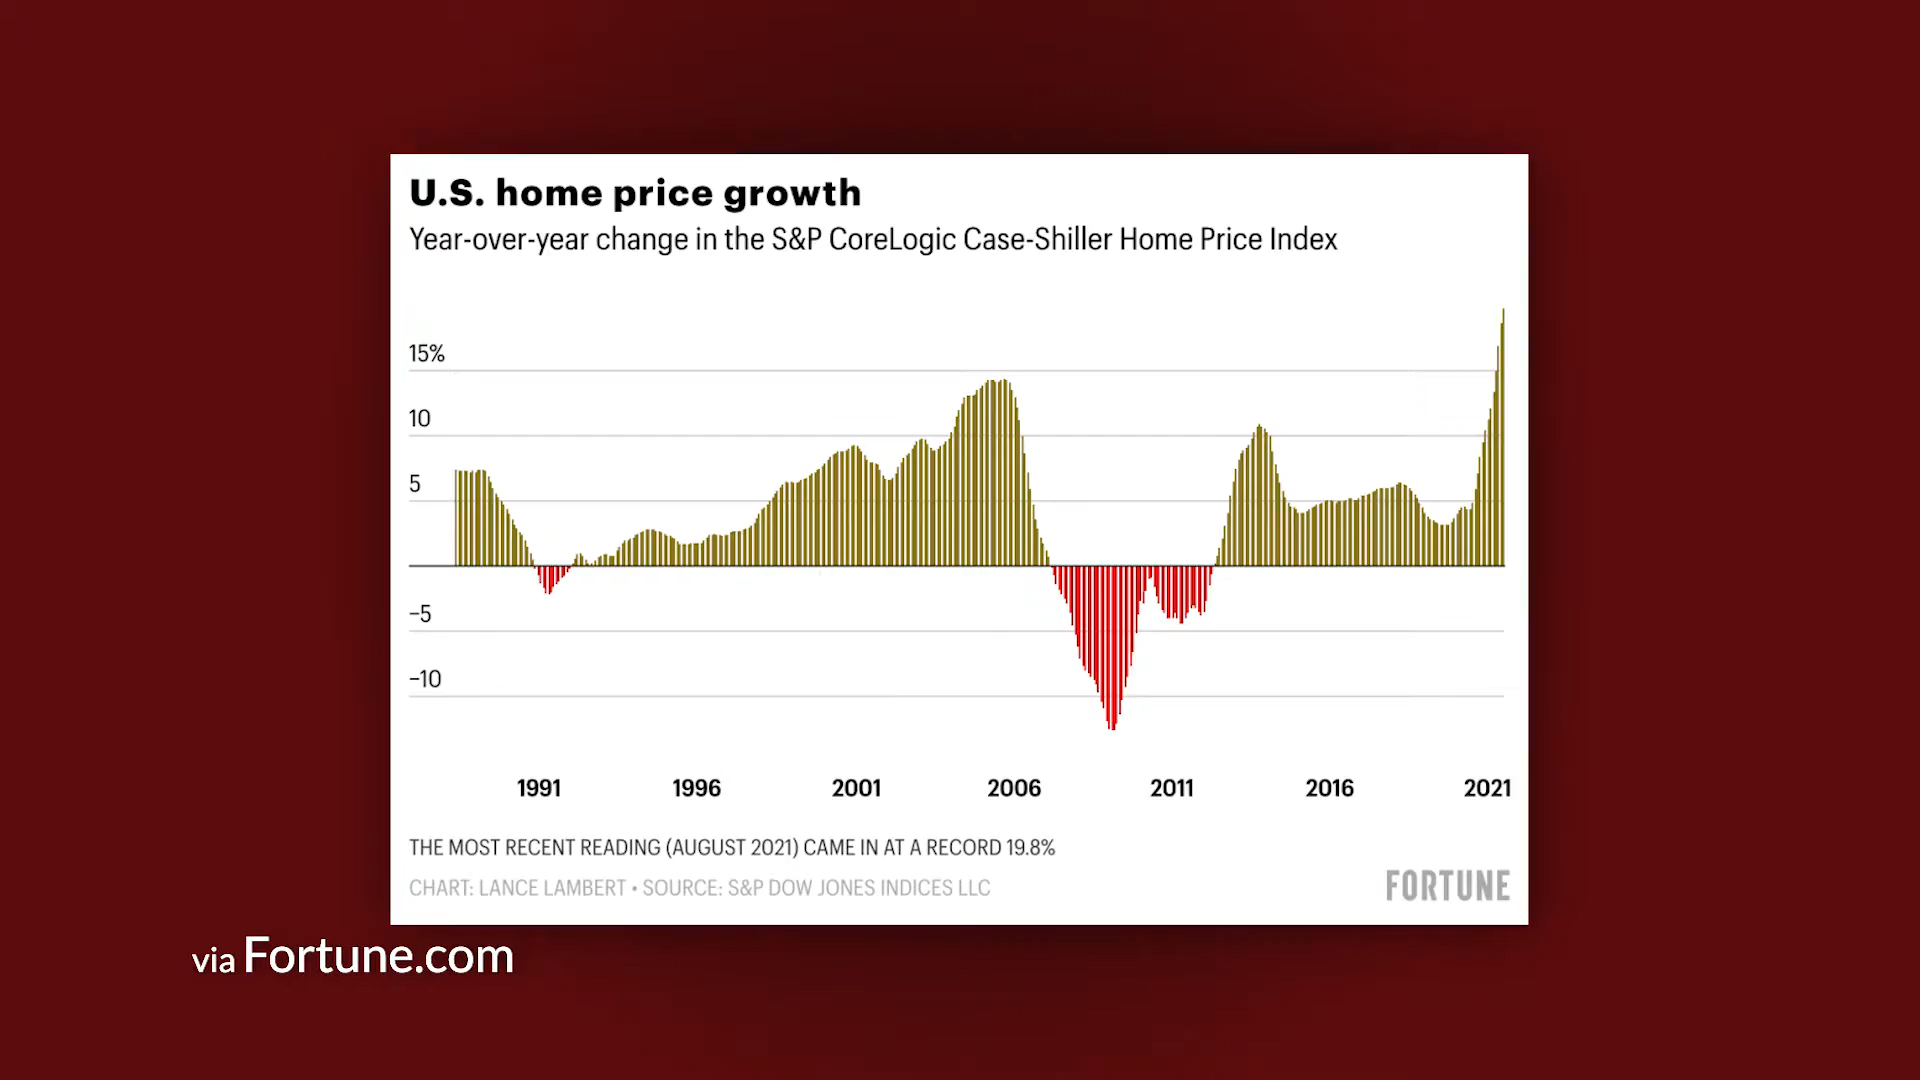 U.S. home price growth
Year-over-year change in the S&P CoreLogic Case-Shiller Home Price Index
15%
10
5
−5
−10
1991 1996 2001 2006 2011 2016 2021
THE MOST RECENT READING (AUGUST 2021) CAME IN AT A RECORD 19.8%
CHART: LANCE LAMBERT • SOURCE: S&P DOW JONES INDICES LLC
FORTUNE
via Fortune.com